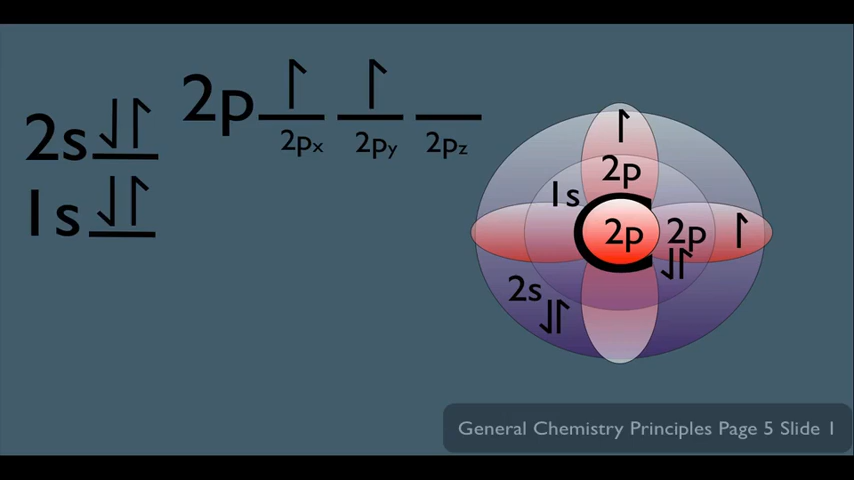 2p
2px 2py 2pz
2s
1s
2p
1s
C
2p 2p
2s
General Chemistry Principles Page 5 Slide 1